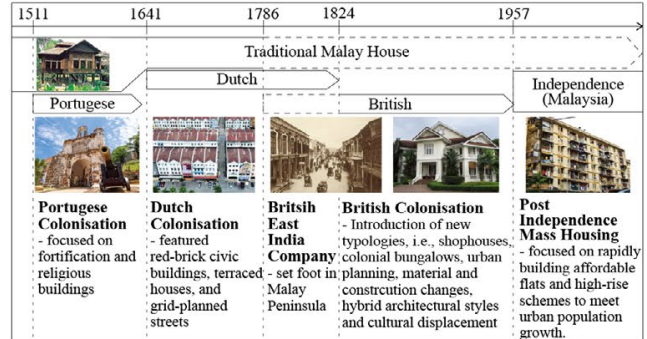 1511 1641 1786 1824 1957
Traditional Malay House
Dutch
Independence
(Malaysia)
Portugese
British
Portugese
Colonisation
- focused on
fortification and
religious
buildings
Dutch
Colonisation
- featured
red-brick civic
buildings, terraced
houses, and
grid-planned
streets
Britsih
East
India
Company
- set foot in
Malay
Peninsula
British Colonisation
- Introduction of new
typologies, i.e., shophouses,
colonial bungalows, urban
planning, material and
constrcution changes,
hybrid architectural styles
and cultural displacement
Post
Independence
Mass Housing
- focused on rapidly
building affordable
flats and high-rise
schemes to meet
urban population
growth.